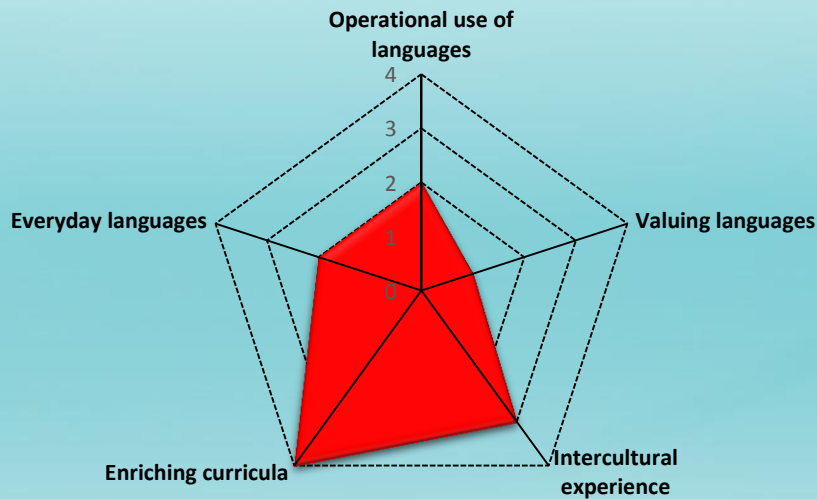 Operational use of
languages
4
3
2
1
0
Everyday languages
Valuing languages
Enriching curricula
Intercultural
experience